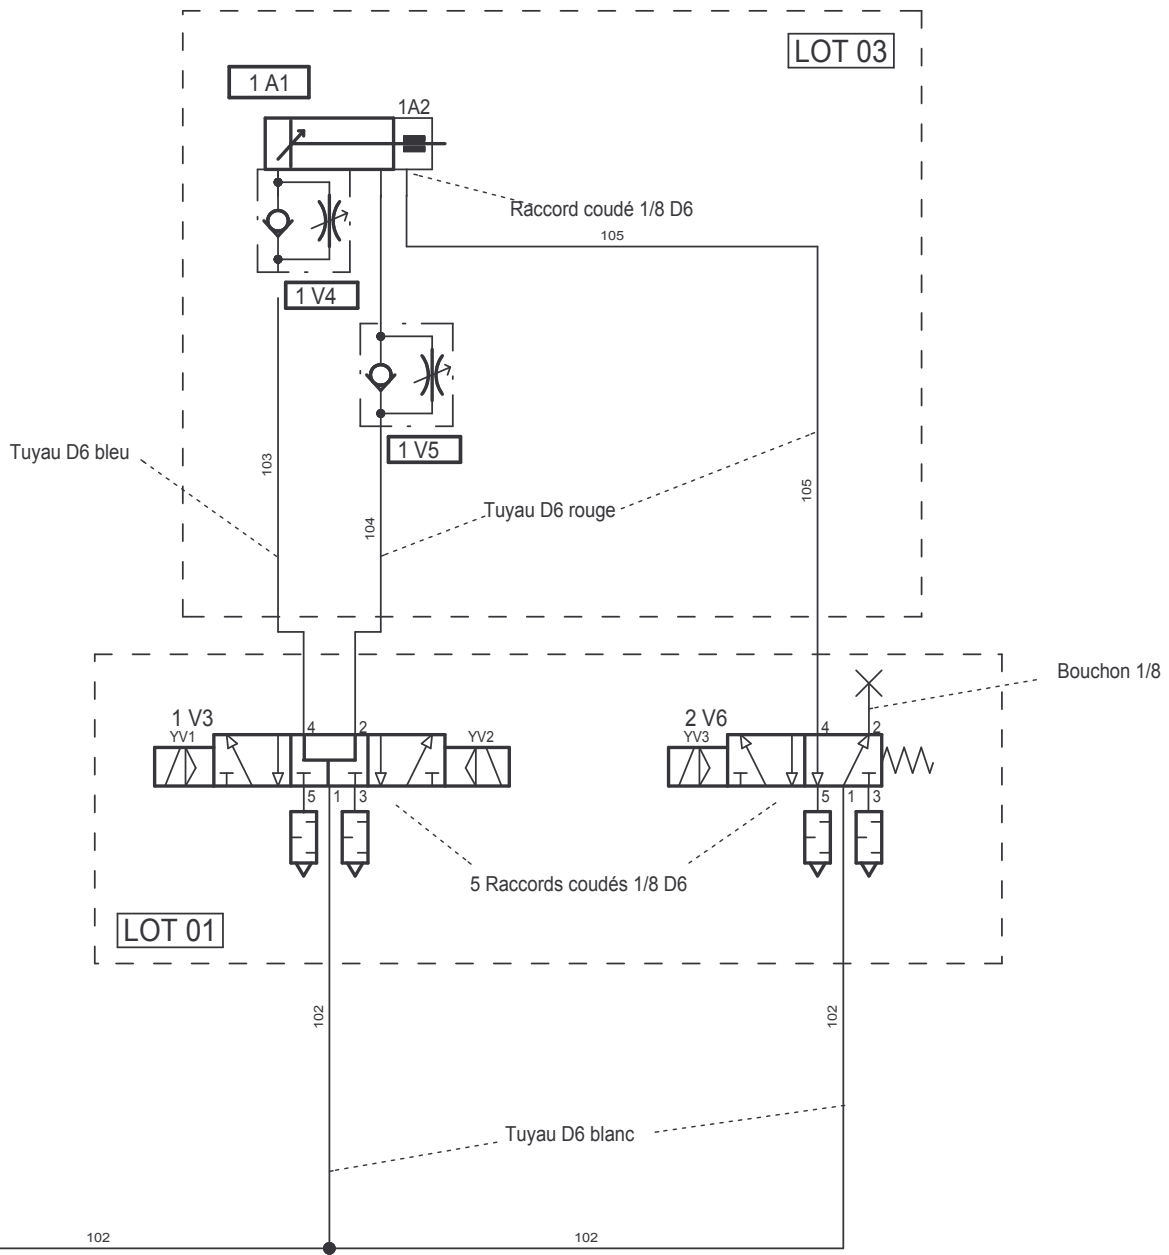 LOT 03
1 A1
1A2
Raccord coudé 1/8 D6
105
1 V4
1 V5
Tuyau D6 bleu
103
104
Tuyau D6 rouge
105
Bouchon 1/8
1 V3
YV1
4
2
YV2
5
1
3
2 V6
YV3
4
2
5
1
3
5 Raccords coudés 1/8 D6
LOT 01
102
102
Tuyau D6 blanc
102
102